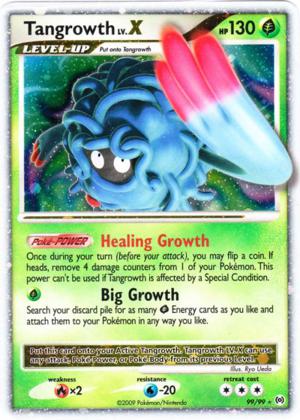 Tangrowth LV.X
HP 130
LEVEL-UP Put onto Tangrowth
Poké-POWER Healing Growth
Once during your turn (before your attack), you may flip a coin. If
heads, remove 4 damage counters from 1 of your Pokémon. This
power can't be used if Tangrowth is affected by a Special Condition.
Big Growth
Search your discard pile for as many Energy cards as you like and
attach them to your Pokémon in any way you like.
Put this card onto your Active Tangrowth. Tangrowth LV.X can use
any attack, Poké-Power, or Poké-Body from its previous level.
Illus. Ryo Ueda
weakness resistance retreat cost
×2 -20
©2009 Pokémon/Nintendo 99/99